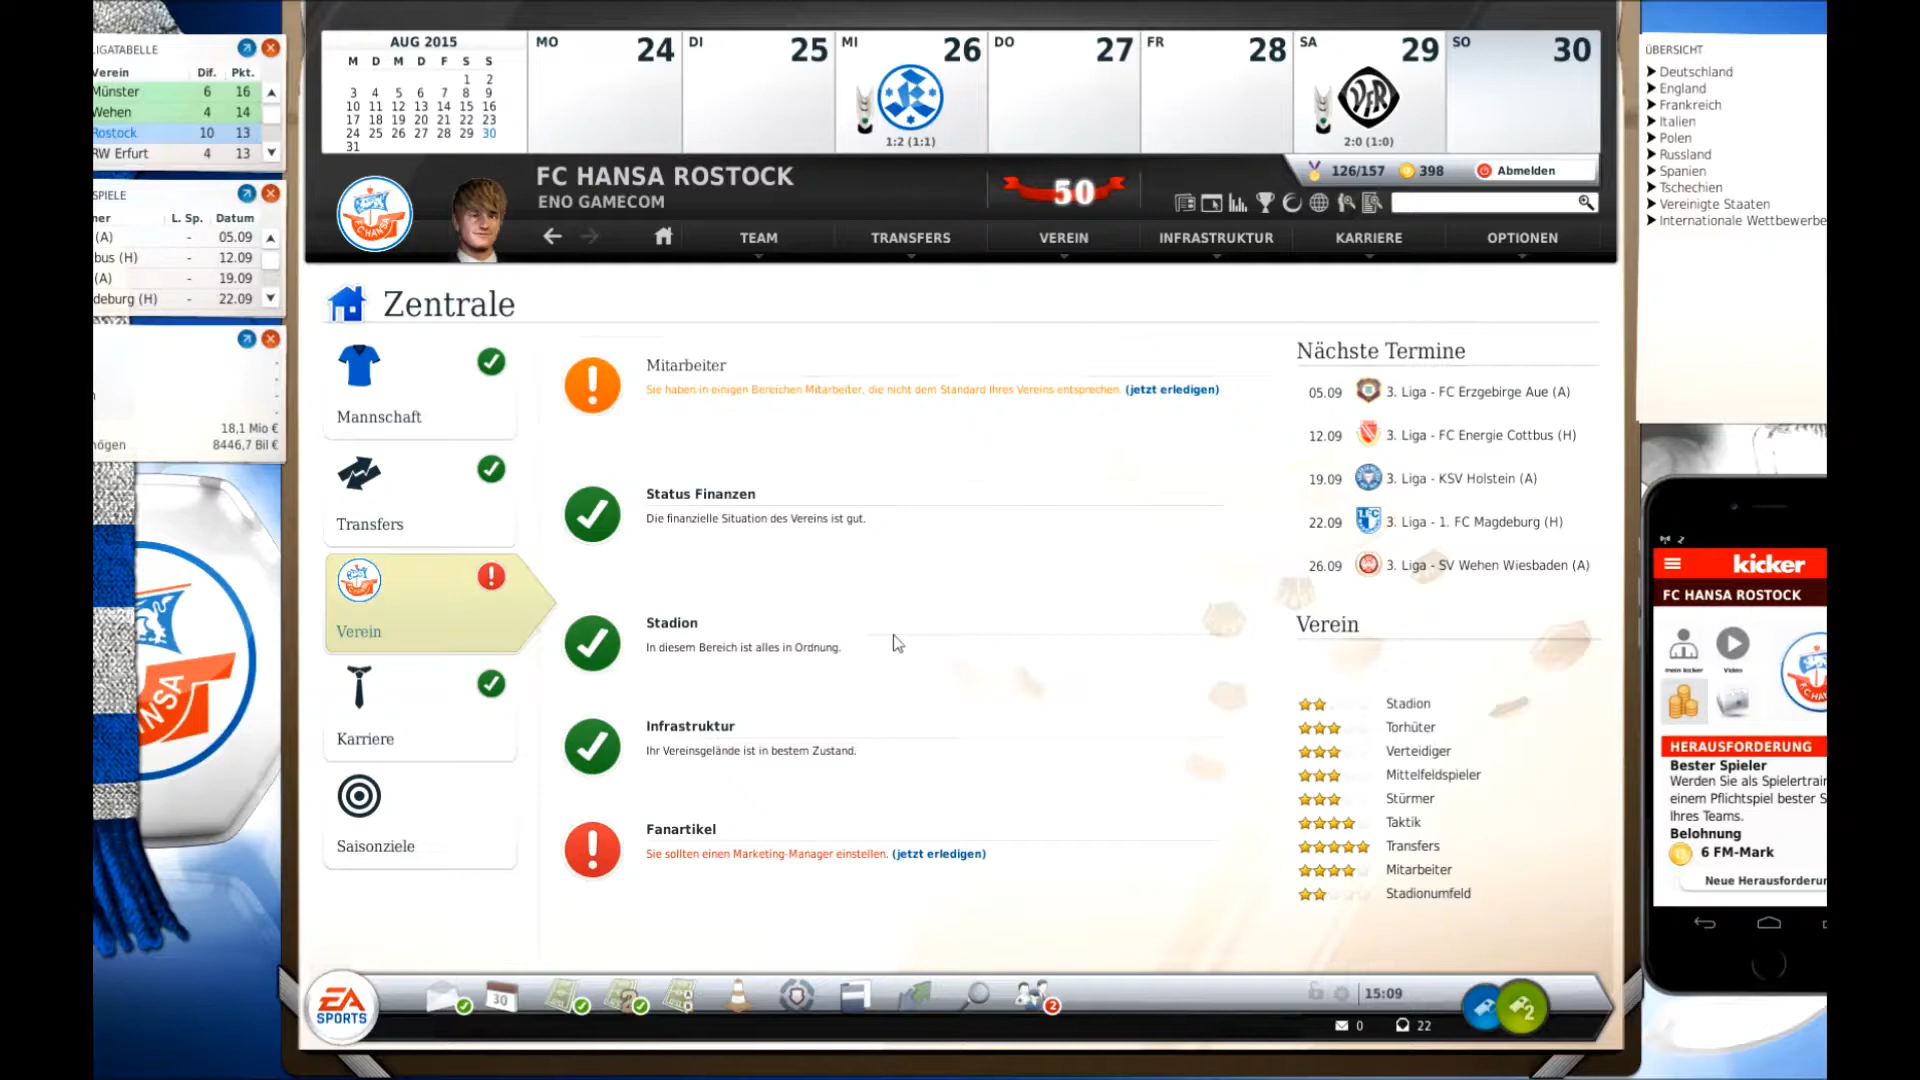 LIGATABELLE
Verein Dif. Pkt.
Münster 6 16
Wehen 4 14
Rostock 10 13
RW Erfurt 4 13
SPIELE
ner L. Sp. Datum
(A) - 05.09
bus (H) - 12.09
(A) - 19.09
deburg (H) - 22.09
18,1 Mio €
nögen 8446,7 Bil €
AUG 2015
M D M D F S S
1 2
3 4 5 6 7 8 9
10 11 12 13 14 15 16
17 18 19 20 21 22 23
24 25 26 27 28 29 30
31
MO 24
DI 25
MI 26
1:2 (1:1)
DO 27
FR 28
SA 29
VfR
2:0 (1:0)
SO 30
FC HANSA ROSTOCK
ENO GAMECOM
50
126/157 398 Abmelden
TEAM TRANSFERS VEREIN INFRASTRUKTUR KARRIERE OPTIONEN
Zentrale
Mannschaft
Transfers
Verein
Karriere
Saisonziele
Mitarbeiter
Sie haben in einigen Bereichen Mitarbeiter, die nicht dem Standard Ihres Vereins entsprechen. (jetzt erledigen)
Status Finanzen
Die finanzielle Situation des Vereins ist gut.
Stadion
In diesem Bereich ist alles in Ordnung.
Infrastruktur
Ihr Vereinsgelände ist in bestem Zustand.
Fanartikel
Sie sollten einen Marketing-Manager einstellen. (jetzt erledigen)
Nächste Termine
05.09 3. Liga - FC Erzgebirge Aue (A)
12.09 3. Liga - FC Energie Cottbus (H)
19.09 3. Liga - KSV Holstein (A)
22.09 3. Liga - 1. FC Magdeburg (H)
26.09 3. Liga - SV Wehen Wiesbaden (A)
Verein
Stadion
Torhüter
Verteidiger
Mittelfeldspieler
Stürmer
Taktik
Transfers
Mitarbeiter
Stadionumfeld
ÜBERSICHT
Deutschland
England
Frankreich
Italien
Polen
Russland
Spanien
Tschechien
Vereinigte Staaten
Internationale Wettbewerbe
kicker
FC HANSA ROSTOCK
mein kicker Video
HERAUSFORDERUNG
Bester Spieler
Werden Sie als Spielertrai
einem Pflichtspiel bester S
Ihres Teams.
Belohnung
6 FM-Mark
Neue Herausforderur
EA SPORTS
30
2
15:09
0 22
2